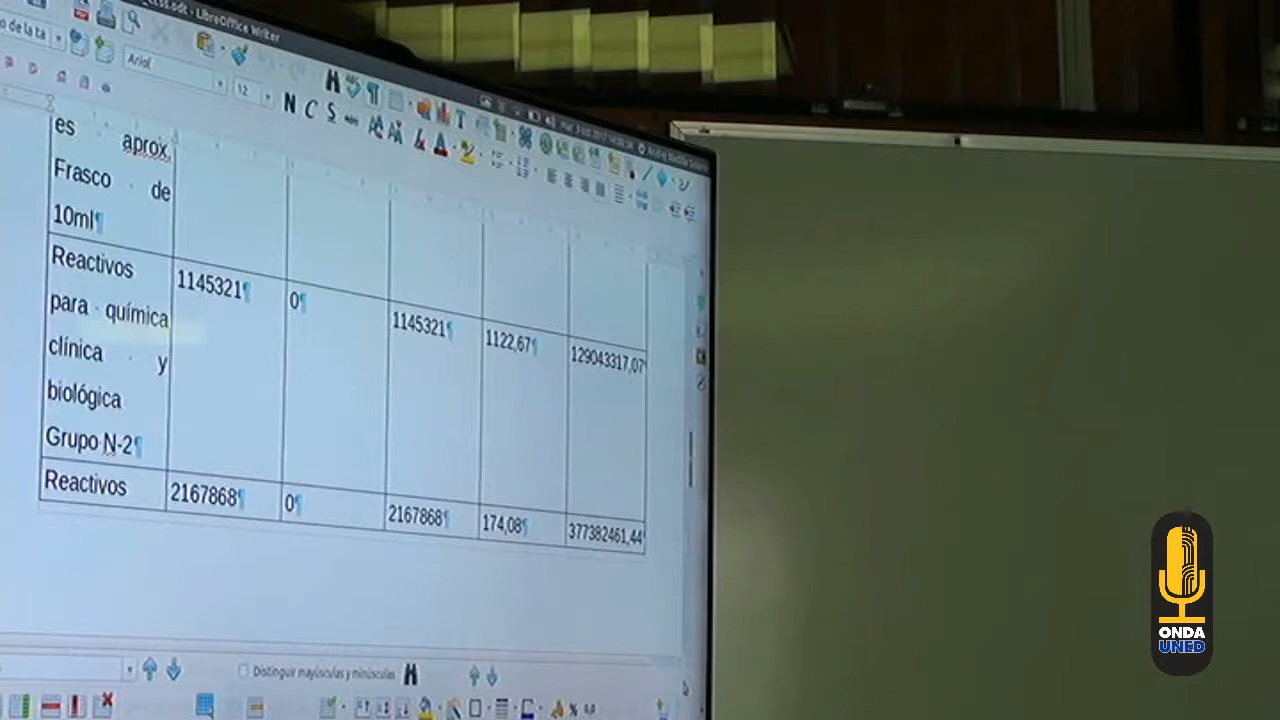 LibreOffice Writer
Arial
12
N C S
es aprox.
Frasco de
10ml¶
Reactivos
para química
clínica y
biológica
Grupo N-2¶
1145321¶
0¶
1145321¶
1122,67¶
129043317,07
Reactivos
2167868¶
0¶
2167868¶
174,08¶
377382461,44
Distinguir mayúsculas y minúsculas
ONDA
UNED